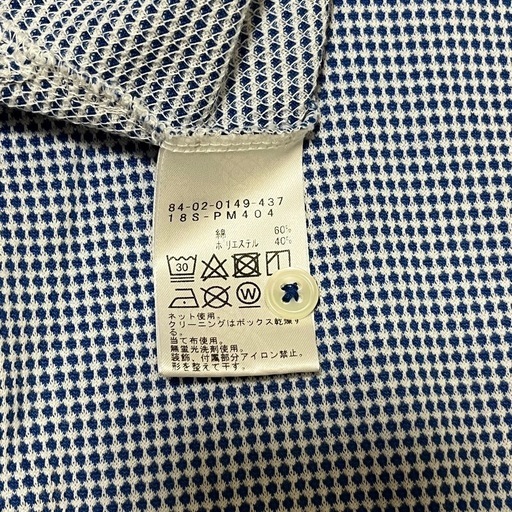 84-02-0149-437
18S-PM404
綿 60%
ポリエステル 40%
30
W
ネット使用。
クリーニングはボックス乾燥する。
る。
当て布使用。
無蛍光洗剤使用。
装飾、付属部分アイロン禁止。
形を整えて干す。